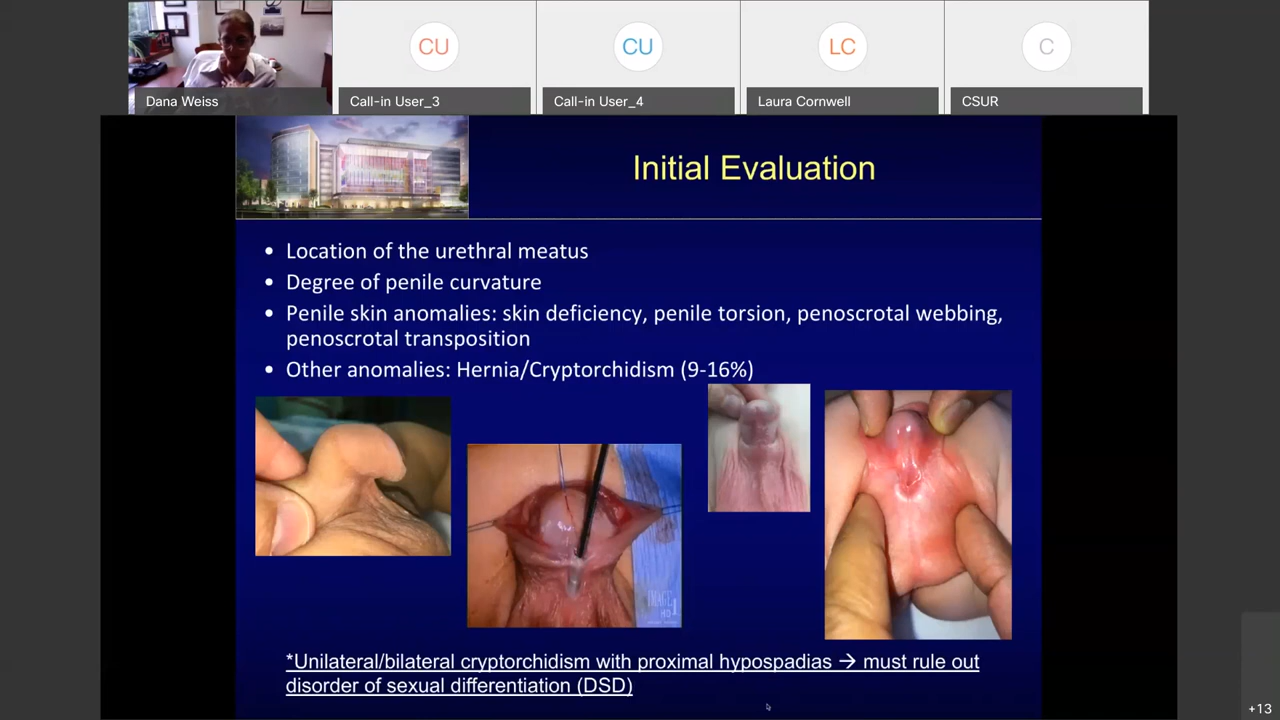 CU
CU
LC
C
Dana Weiss
Call-in User_3
Call-in User_4
Laura Cornwell
CSUR
Initial Evaluation
• Location of the urethral meatus
• Degree of penile curvature
• Penile skin anomalies: skin deficiency, penile torsion, penoscrotal webbing,
penoscrotal transposition
• Other anomalies: Hernia/Cryptorchidism (9-16%)
IMAGE1
HD
*Unilateral/bilateral cryptorchidism with proximal hypospadias → must rule out
disorder of sexual differentiation (DSD)
+13